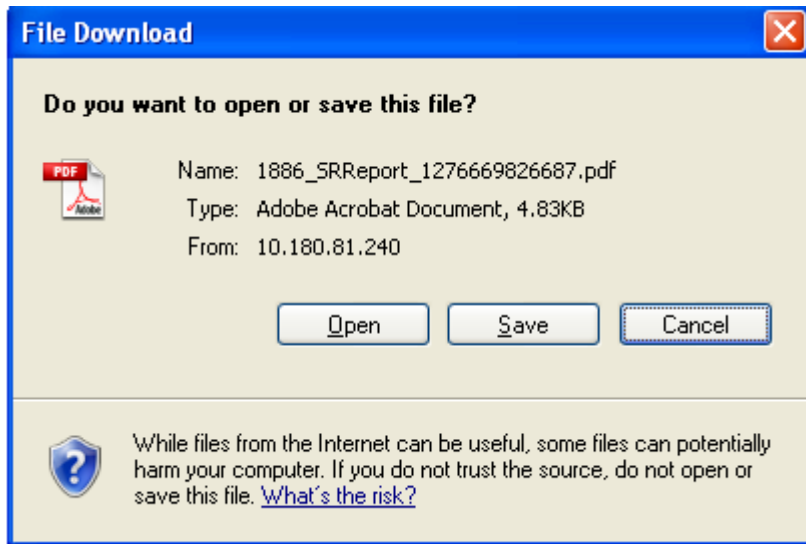 File Download
Do you want to open or save this file?
PDF
Adobe
Name: 1886_SRReport_1276669826687.pdf
Type: Adobe Acrobat Document, 4.83KB
From: 10.180.81.240
Open Save Cancel
While files from the Internet can be useful, some files can potentially
harm your computer. If you do not trust the source, do not open or
save this file. What's the risk?